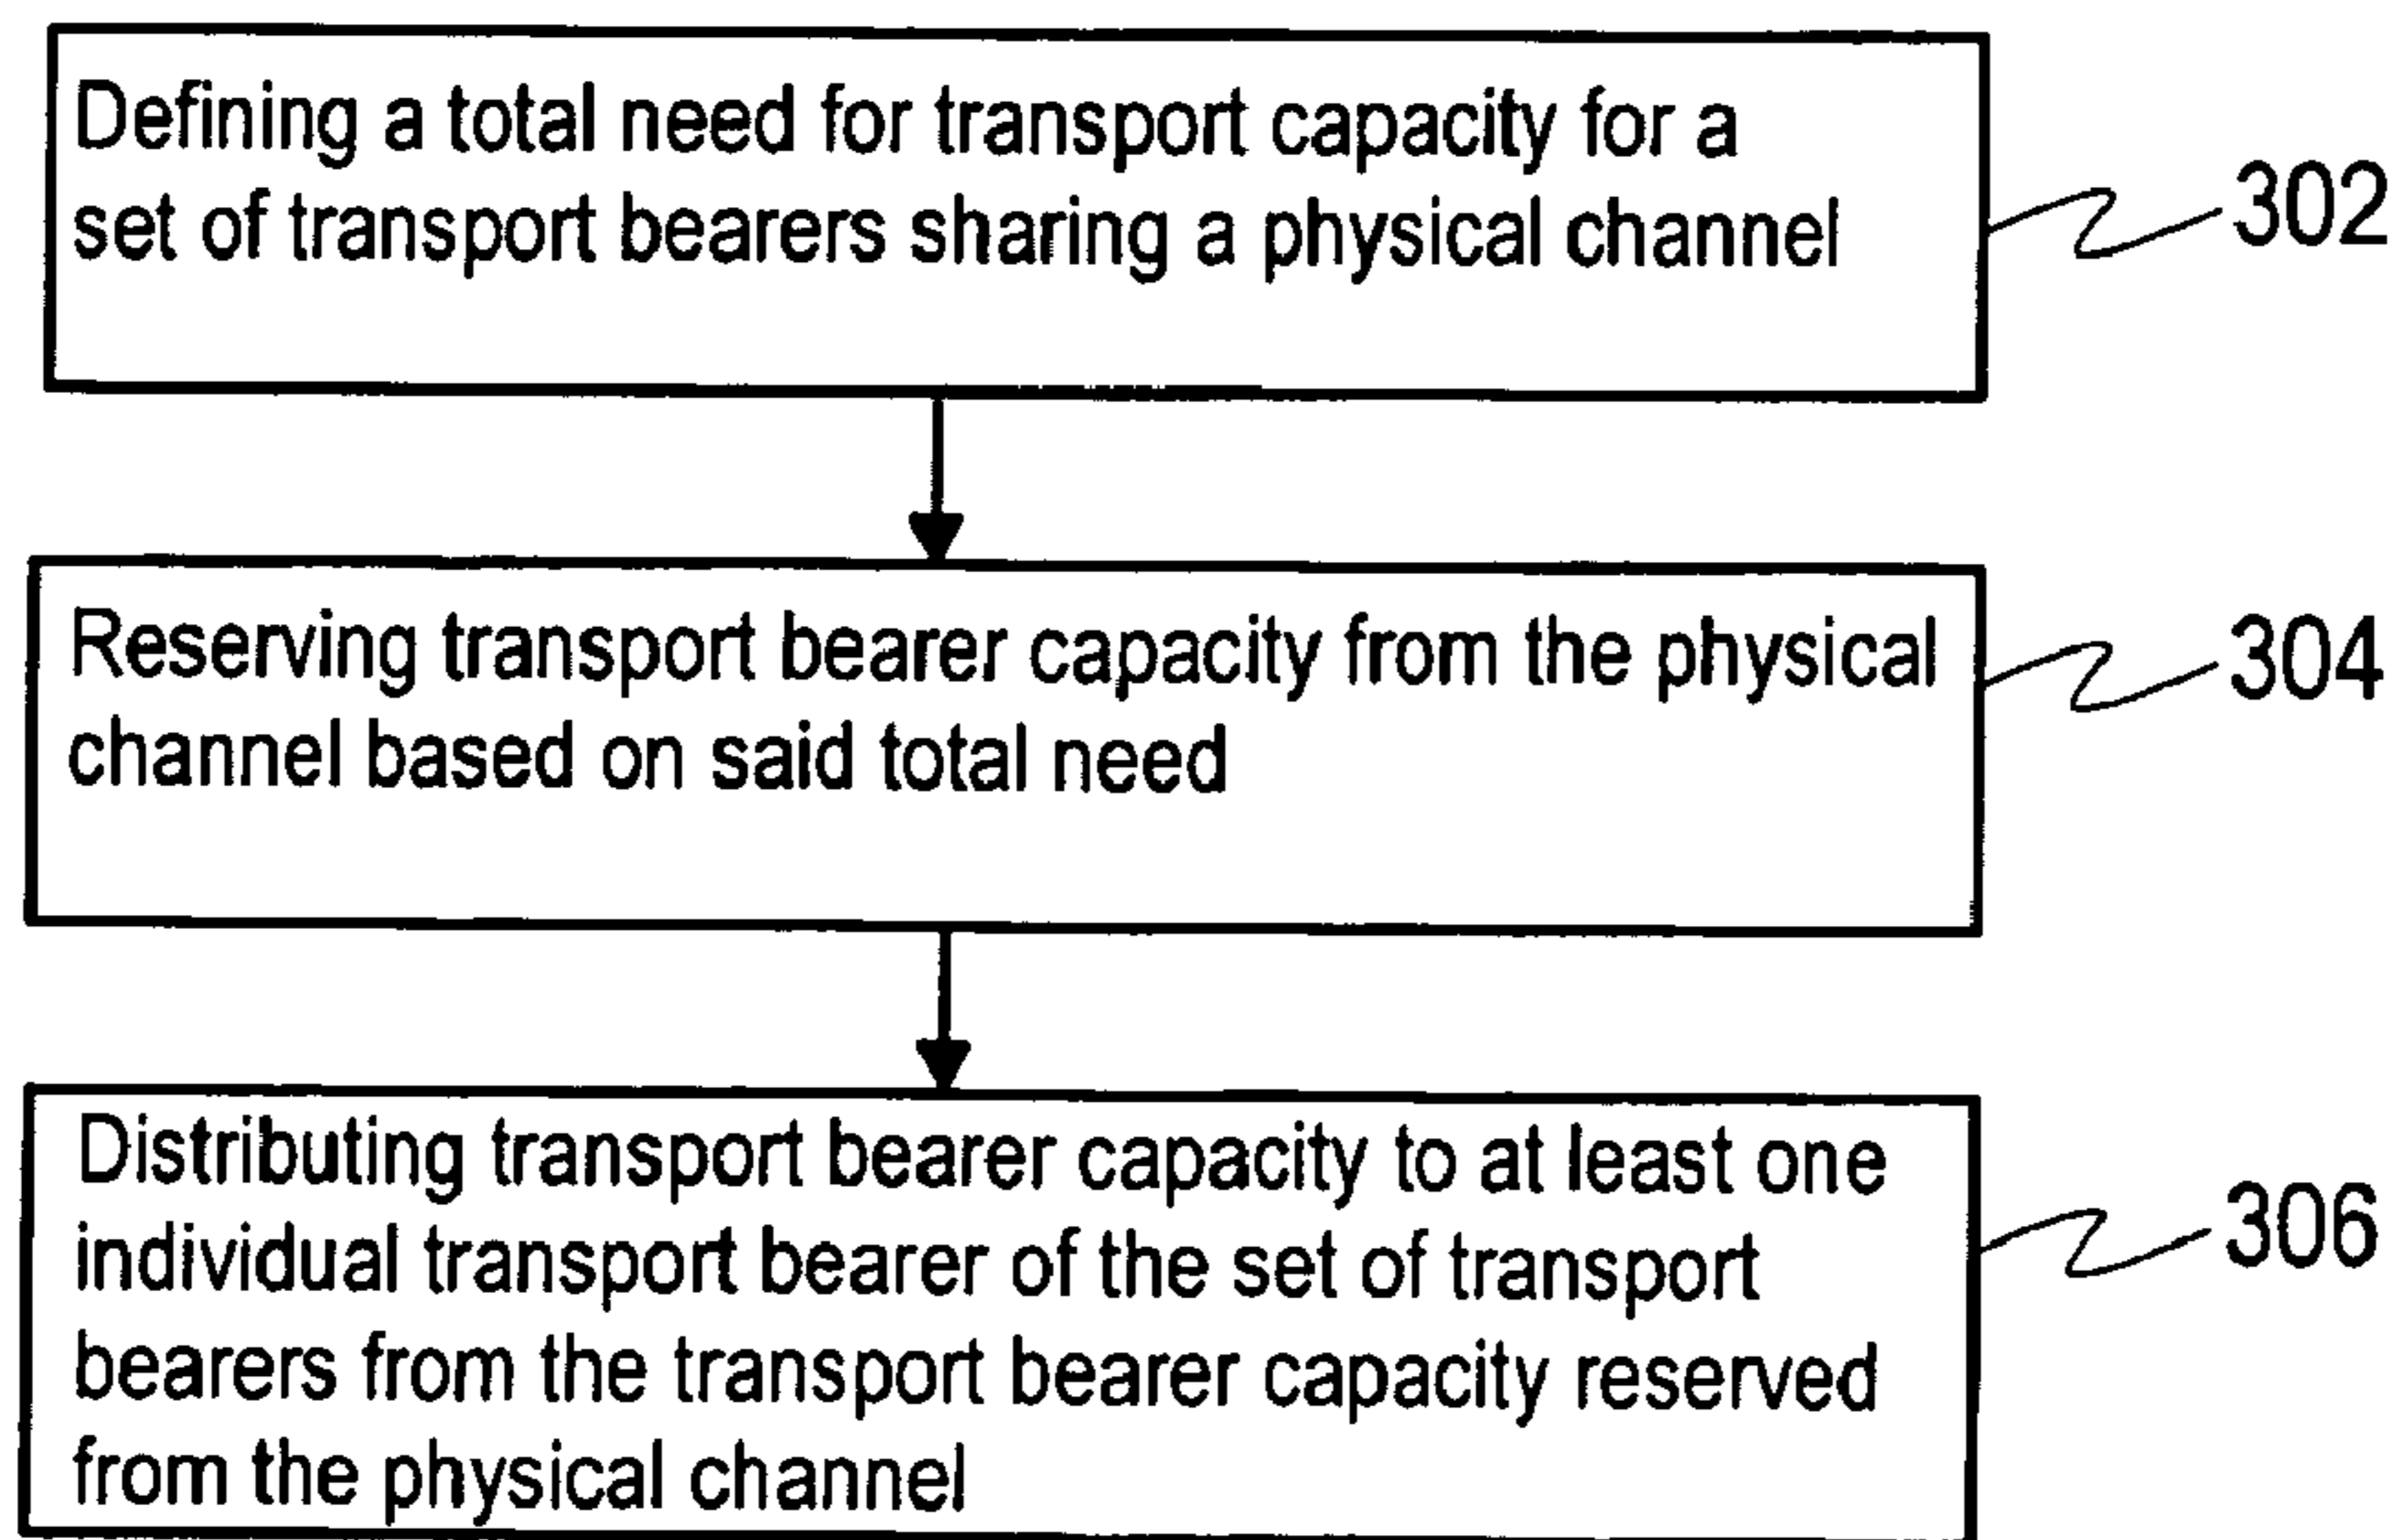 Defining a total need for transport capacity for a
set of transport bearers sharing a physical channel
302
Reserving transport bearer capacity from the physical
channel based on said total need
304
Distributing transport bearer capacity to at least one
individual transport bearer of the set of transport
bearers from the transport bearer capacity reserved
from the physical channel
306